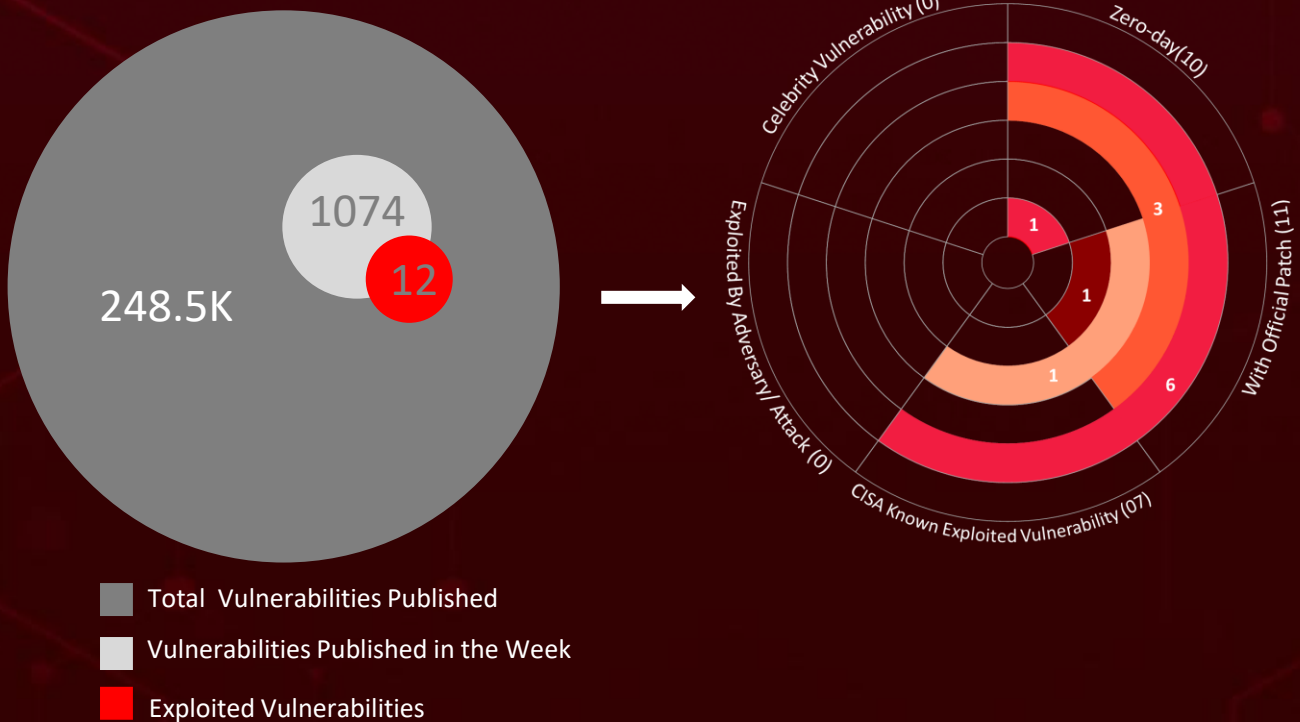 248.5K
1074
12
Total Vulnerabilities Published
Vulnerabilities Published in the Week
Exploited Vulnerabilities
Celebrity Vulnerability (0)
Zero-day(10)
With Official Patch (11)
CISA Known Exploited Vulnerability (07)
Exploited By Adversary/ Attack (0)
1
3
1
1
6